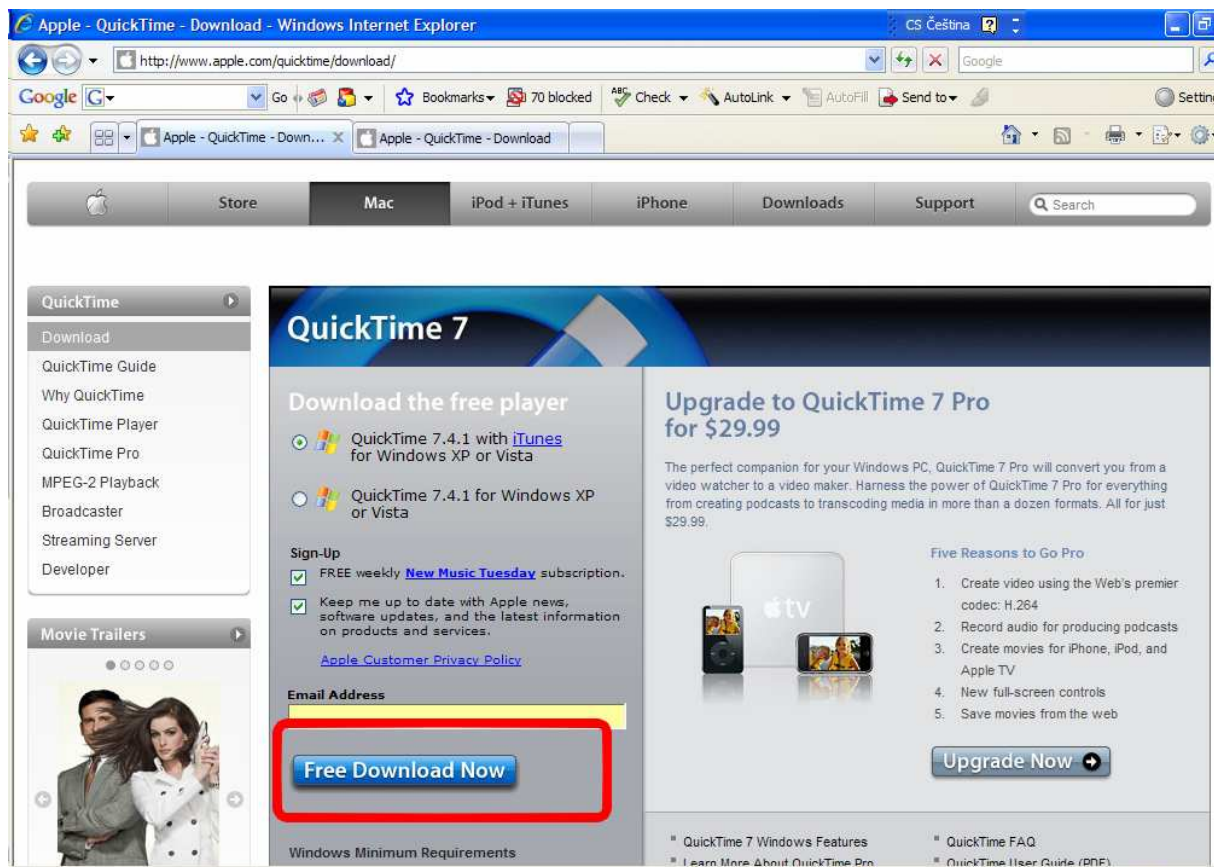 Apple - QuickTime - Download - Windows Internet Explorer
CS Čeština
http://www.apple.com/quicktime/download/
Google
Google
G
Go
Bookmarks
70 blocked
ABC
Check
AutoLink
AutoFill
Send to
Apple - QuickTime - Down...
Apple - QuickTime - Download
Store
Mac
iPod + iTunes
iPhone
Downloads
Support
Search
QuickTime
Download
QuickTime Guide
Why QuickTime
QuickTime Player
QuickTime Pro
MPEG-2 Playback
Broadcaster
Streaming Server
Developer
Movie Trailers
QuickTime 7
Download the free player
QuickTime 7.4.1 with iTunes
for Windows XP or Vista
QuickTime 7.4.1 for Windows XP
or Vista
Sign-Up
FREE weekly New Music Tuesday subscription.
Keep me up to date with Apple news,
software updates, and the latest information
on products and services.
Apple Customer Privacy Policy
Email Address
Free Download Now
Windows Minimum Requirements
Upgrade to QuickTime 7 Pro
for $29.99
The perfect companion for your Windows PC, QuickTime 7 Pro will convert you from a
video watcher to a video maker. Harness the power of QuickTime 7 Pro for everything
from creating podcasts to transcoding media in more than a dozen formats. All for just
$29.99.
tv
Five Reasons to Go Pro
1. Create video using the Web's premier
codec: H.264
2. Record audio for producing podcasts
3. Create movies for iPhone, iPod, and
Apple TV
4. New full-screen controls
5. Save movies from the web
Upgrade Now
QuickTime 7 Windows Features
Learn More About QuickTime Pro
QuickTime FAQ
QuickTime User Guide (PDF)